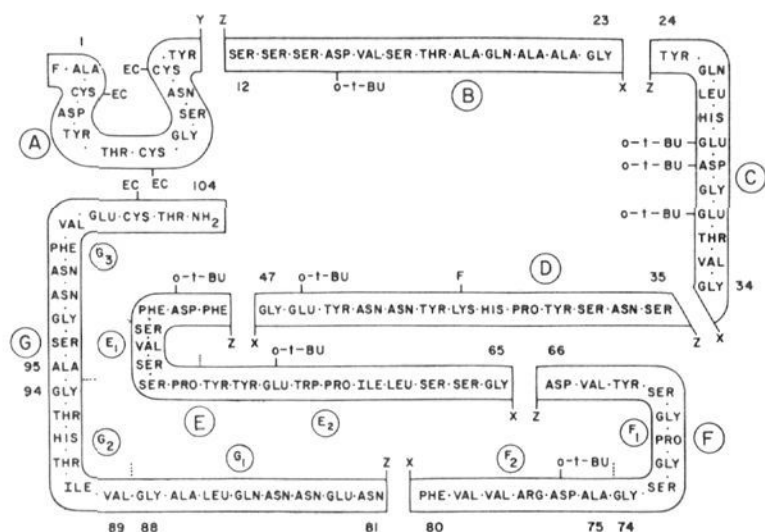 1
Y Z
23
24
F·ALA
CYS
EC
ASP
TYR
THR·CYS
EC
GLY
SER
ASN
EC
CYS
TYR
A
SER·SER·SER·ASP·VAL·SER·THR·ALA·GLN·ALA·ALA·GLY
12
o-t-BU
B
X
Z
TYR
GLN
LEU
HIS
o-t-BU GLU
o-t-BU ASP
GLY
o-t-BU GLU
THR
VAL
GLY
34
C
Z X
35
D
SER·ASN·SER·TYR·PRO·HIS·LYS·TYR·ASN·ASN·TYR·GLU·GLY
F
o-t-BU
47
Z X
o-t-BU
PHE·ASP·PHE
SER
VAL
SER
E1
SER·PRO·TYR·TYR·GLU·TRP·PRO·ILE·LEU·SER·SER·GLY
o-t-BU
65
E
E2
X Z
66
ASP·VAL·TYR
SER
GLY
PRO
GLY
SER
F1
F
F2
o-t-BU
PHE·VAL·VAL·ARG·ASP·ALA·GLY
80
75 74
Z X
G1
VAL·GLY·ALA·LEU·GLN·ASN·ASN·GLU·ASN
89 88
81
ILE
THR
HIS
THR
G2
94 GLY
95 ALA
SER
GLY
ASN
ASN
PHE
VAL
G
G3
EC
104
GLU·CYS·THR·NH2